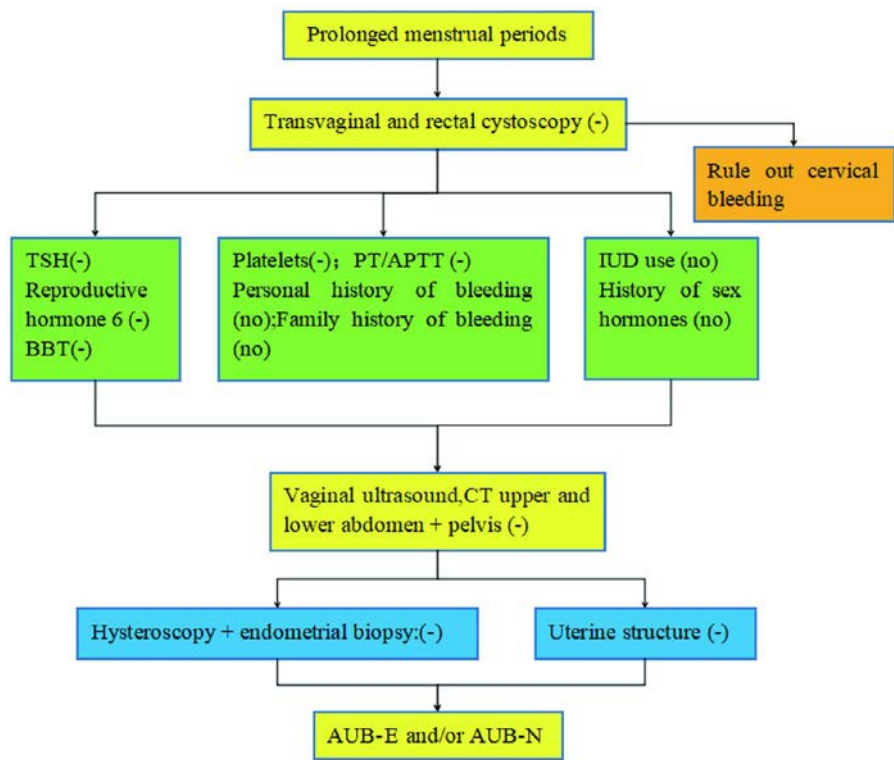 Prolonged menstrual periods
Transvaginal and rectal cystoscopy (-)
Rule out cervical
bleeding
TSH(-)
Reproductive
hormone 6 (-)
BBT(-)
Platelets(-)；PT/APTT (-)
Personal history of bleeding
(no);Family history of bleeding
(no)
IUD use (no)
History of sex
hormones (no)
Vaginal ultrasound,CT upper and
lower abdomen + pelvis (-)
Hysteroscopy + endometrial biopsy:(-)
Uterine structure (-)
AUB-E and/or AUB-N